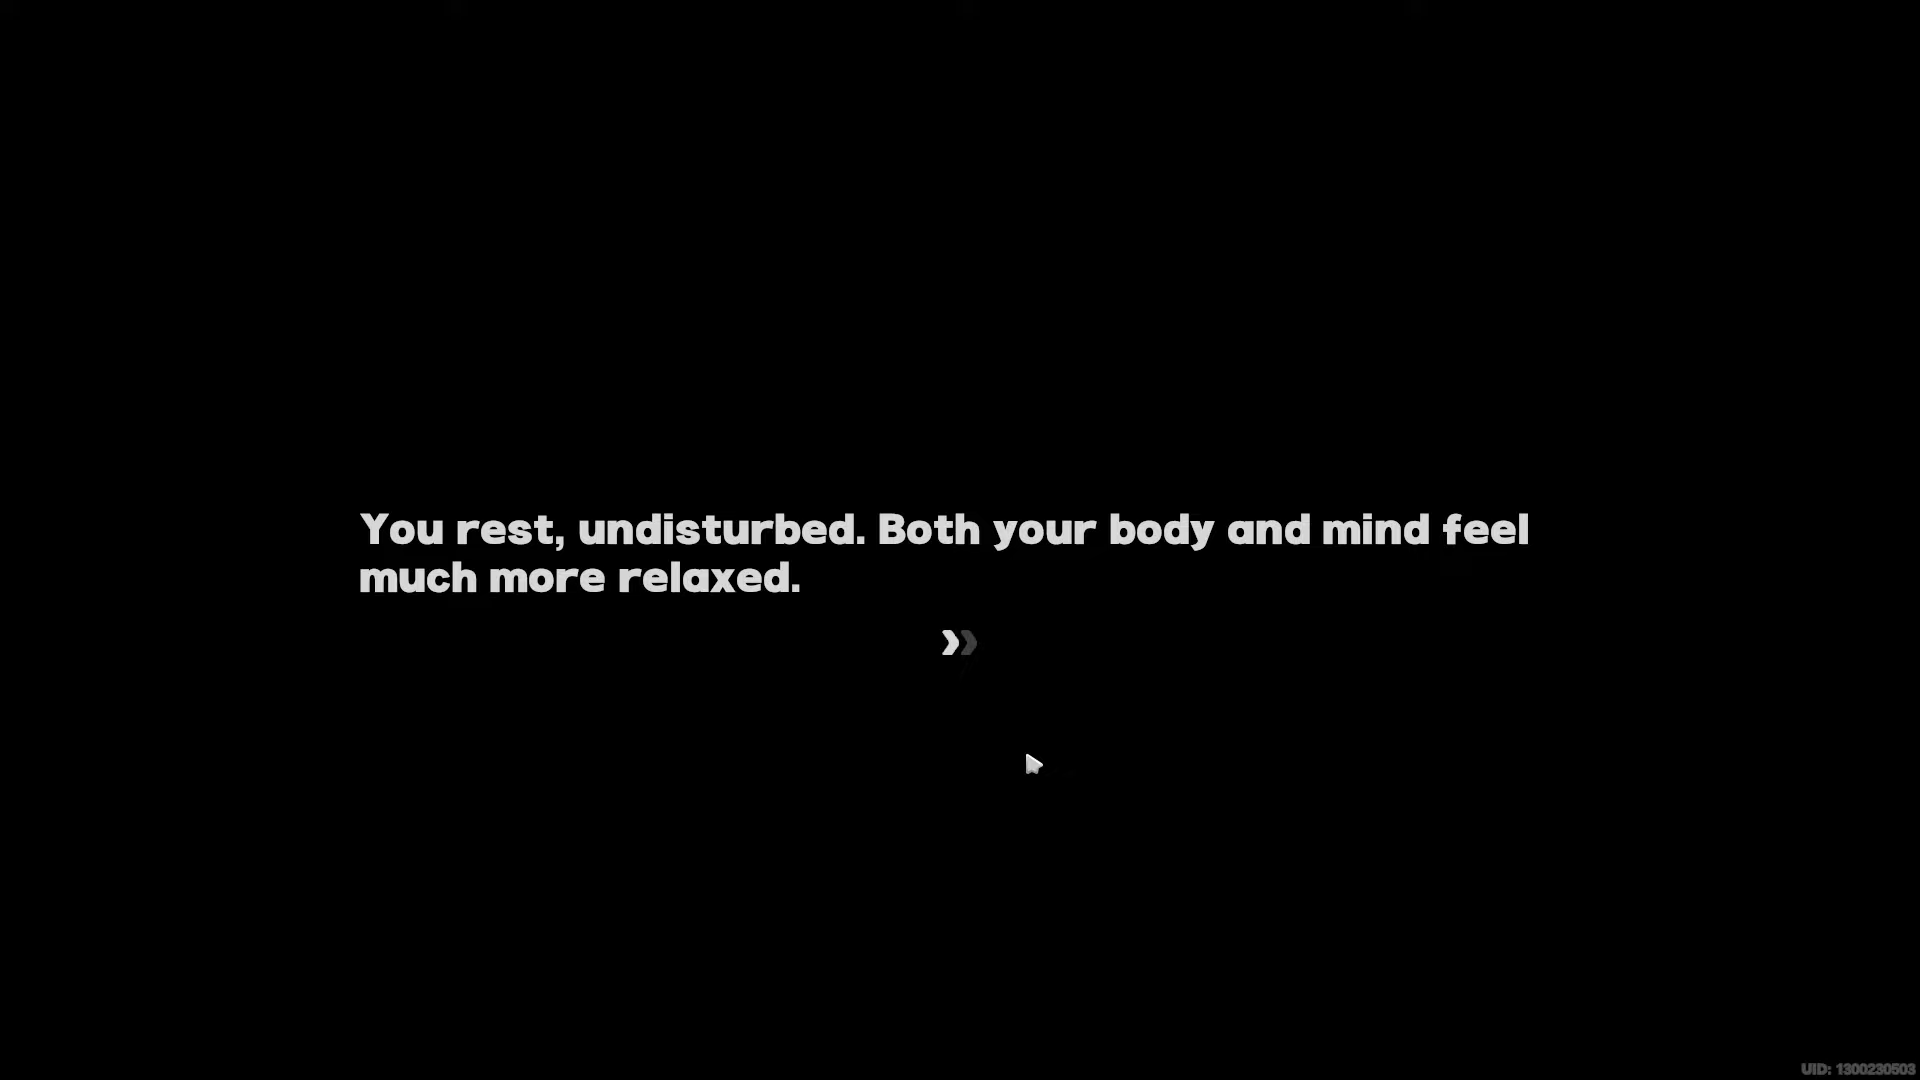 You rest, undisturbed. Both your body and mind feel
much more relaxed.
UID: 1300230503